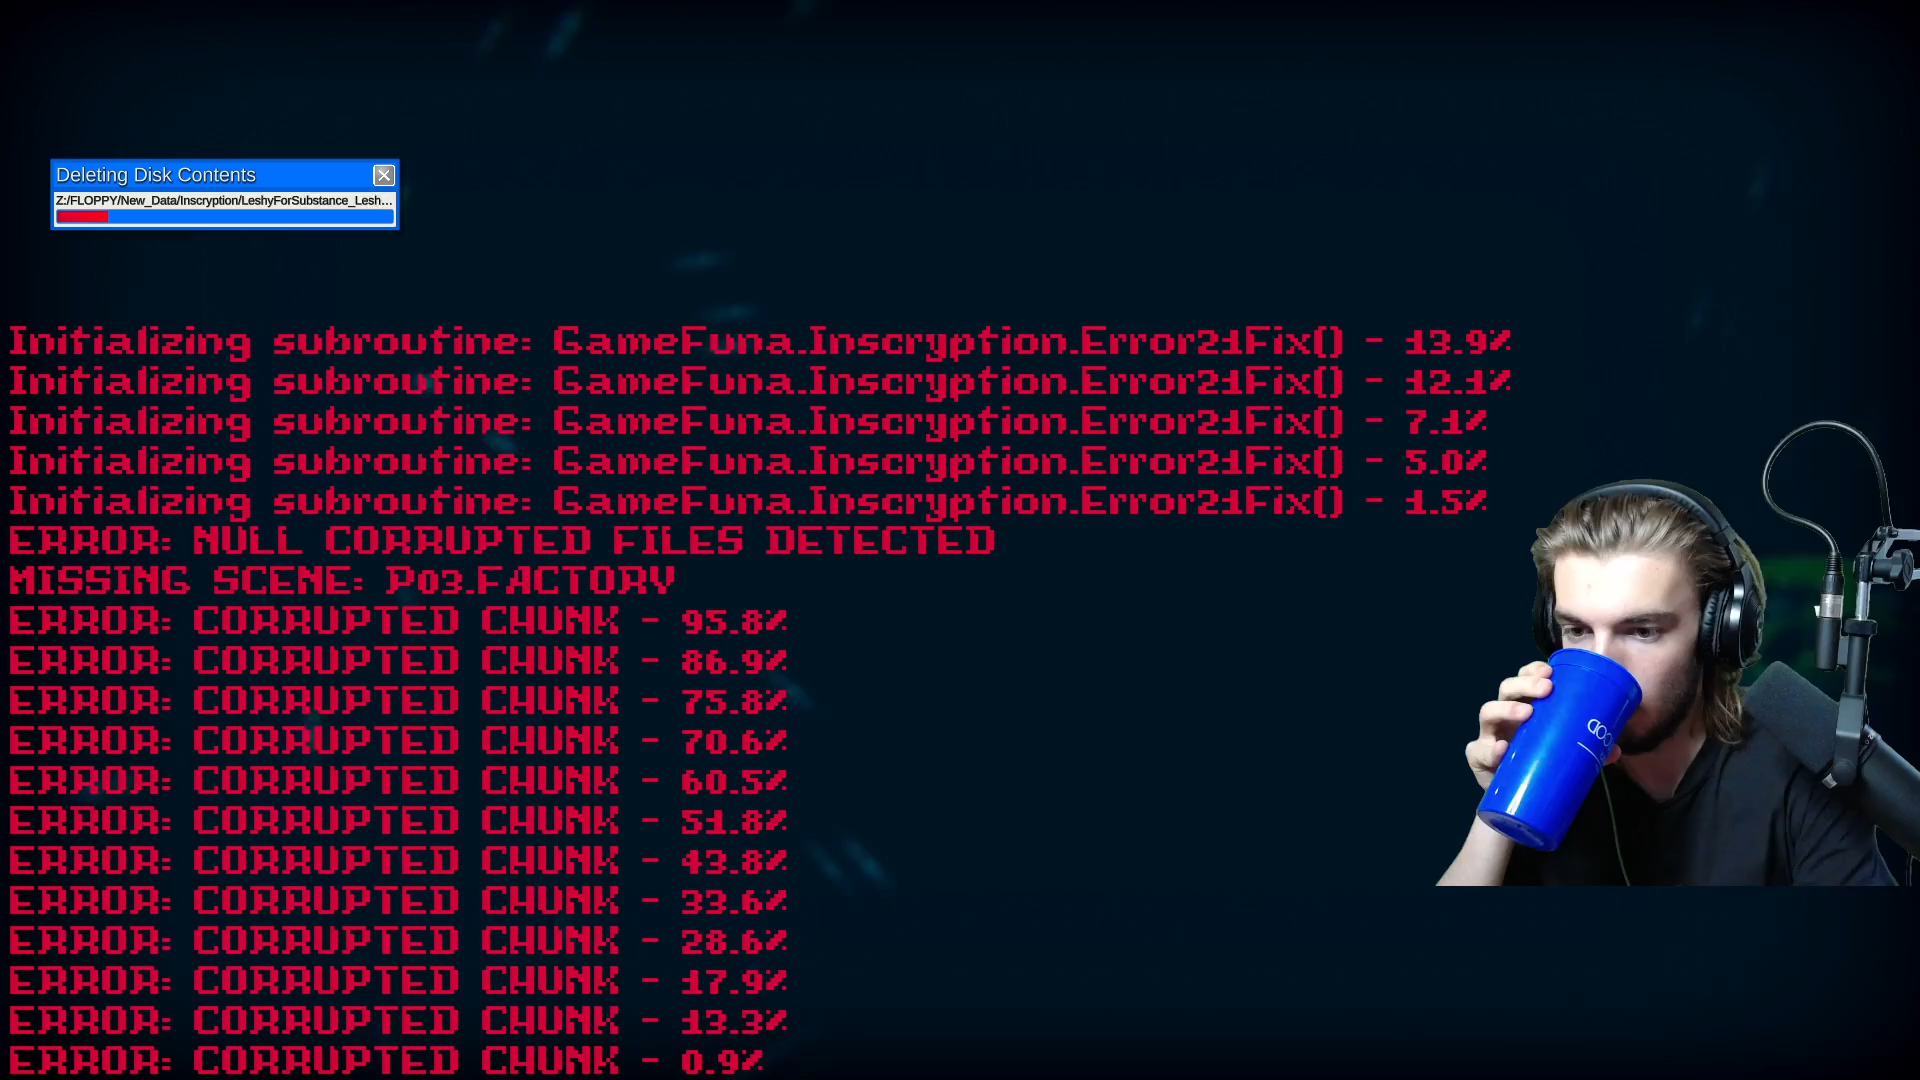 Deleting Disk Contents
Z:/FLOPPY/New_Data/Inscryption/LeshyForSubstance_Lesh...
Initializing subroutine: GameFuna.Inscryption.Error21Fix() - 13.9%
Initializing subroutine: GameFuna.Inscryption.Error21Fix() - 12.1%
Initializing subroutine: GameFuna.Inscryption.Error21Fix() - 7.1%
Initializing subroutine: GameFuna.Inscryption.Error21Fix() - 5.0%
Initializing subroutine: GameFuna.Inscryption.Error21Fix() - 1.5%
ERROR: NULL CORRUPTED FILES DETECTED
MISSING SCENE: P03.FACTORY
ERROR: CORRUPTED CHUNK - 95.8%
ERROR: CORRUPTED CHUNK - 86.9%
ERROR: CORRUPTED CHUNK - 75.8%
ERROR: CORRUPTED CHUNK - 70.6%
ERROR: CORRUPTED CHUNK - 60.5%
ERROR: CORRUPTED CHUNK - 51.8%
ERROR: CORRUPTED CHUNK - 43.8%
ERROR: CORRUPTED CHUNK - 33.6%
ERROR: CORRUPTED CHUNK - 28.6%
ERROR: CORRUPTED CHUNK - 17.9%
ERROR: CORRUPTED CHUNK - 13.3%
ERROR: CORRUPTED CHUNK - 0.9%